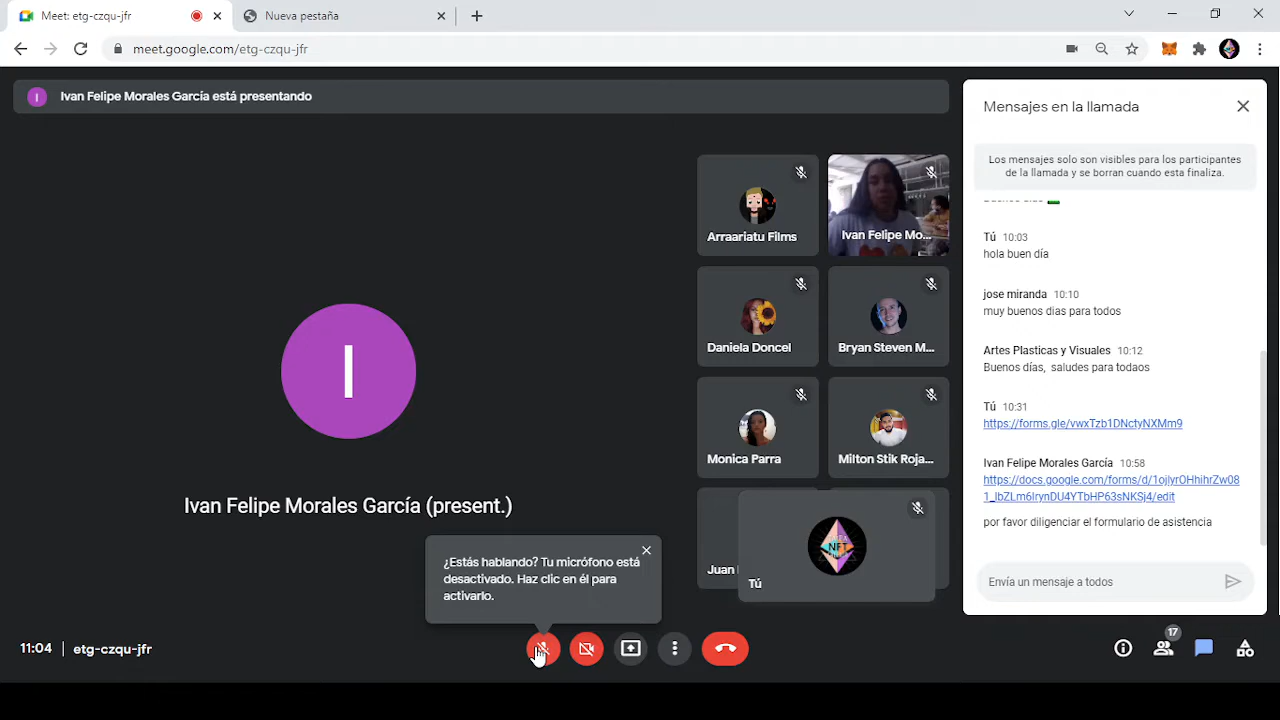 Meet: etg-czqu-jfr
Nueva pestaña
meet.google.com/etg-czqu-jfr
I
Ivan Felipe Morales García está presentando
I
Ivan Felipe Morales García (present.)
Arraariatu Films
Ivan Felipe Mo...
Daniela Doncel
Bryan Steven M...
Monica Parra
Milton Stik Roja...
Juan
NFT
Tú
¿Estás hablando? Tu micrófono está
desactivado. Haz clic en él para
activarlo.
11:04 | etg-czqu-jfr
17
Mensajes en la llamada
Los mensajes solo son visibles para los participantes
de la llamada y se borran cuando esta finaliza.
Tú 10:03
hola buen día
jose miranda 10:10
muy buenos dias para todos
Artes Plasticas y Visuales 10:12
Buenos días, saludes para todaos
Tú 10:31
https://forms.gle/vwxTzb1DNctyNXMm9
Ivan Felipe Morales García 10:58
https://docs.google.com/forms/d/1ojlyrOHhihrZw08
1_lbZLm6lrynDU4YTbHP63sNKSj4/edit
por favor diligenciar el formulario de asistencia
Envía un mensaje a todos